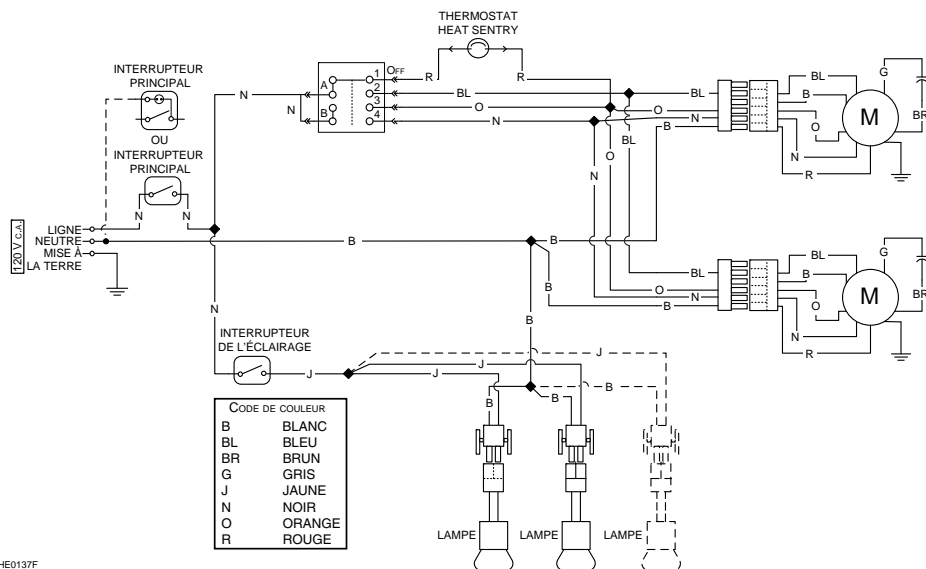 THERMOSTAT
HEAT SENTRY
INTERRUPTEUR
PRINCIPAL
OU
INTERRUPTEUR
PRINCIPAL
N
N
N
N
A
B
1
2
3
4
OFF
R
R
BL
O
N
BL
O
N
B
BL
N
O
BL
B
O
N
R
G
M
BR
120 V C.A.
LIGNE
NEUTRE
MISE À
LA TERRE
B
B
B
B
BL
O
N
B
BL
B
O
N
R
G
M
BR
N
INTERRUPTEUR
DE L'ÉCLAIRAGE
J
J
J
J
B
B
B
B
CODE DE COULEUR
B BLANC
BL BLEU
BR BRUN
G GRIS
J JAUNE
N NOIR
O ORANGE
R ROUGE
LAMPE
LAMPE
LAMPE
HE0137F